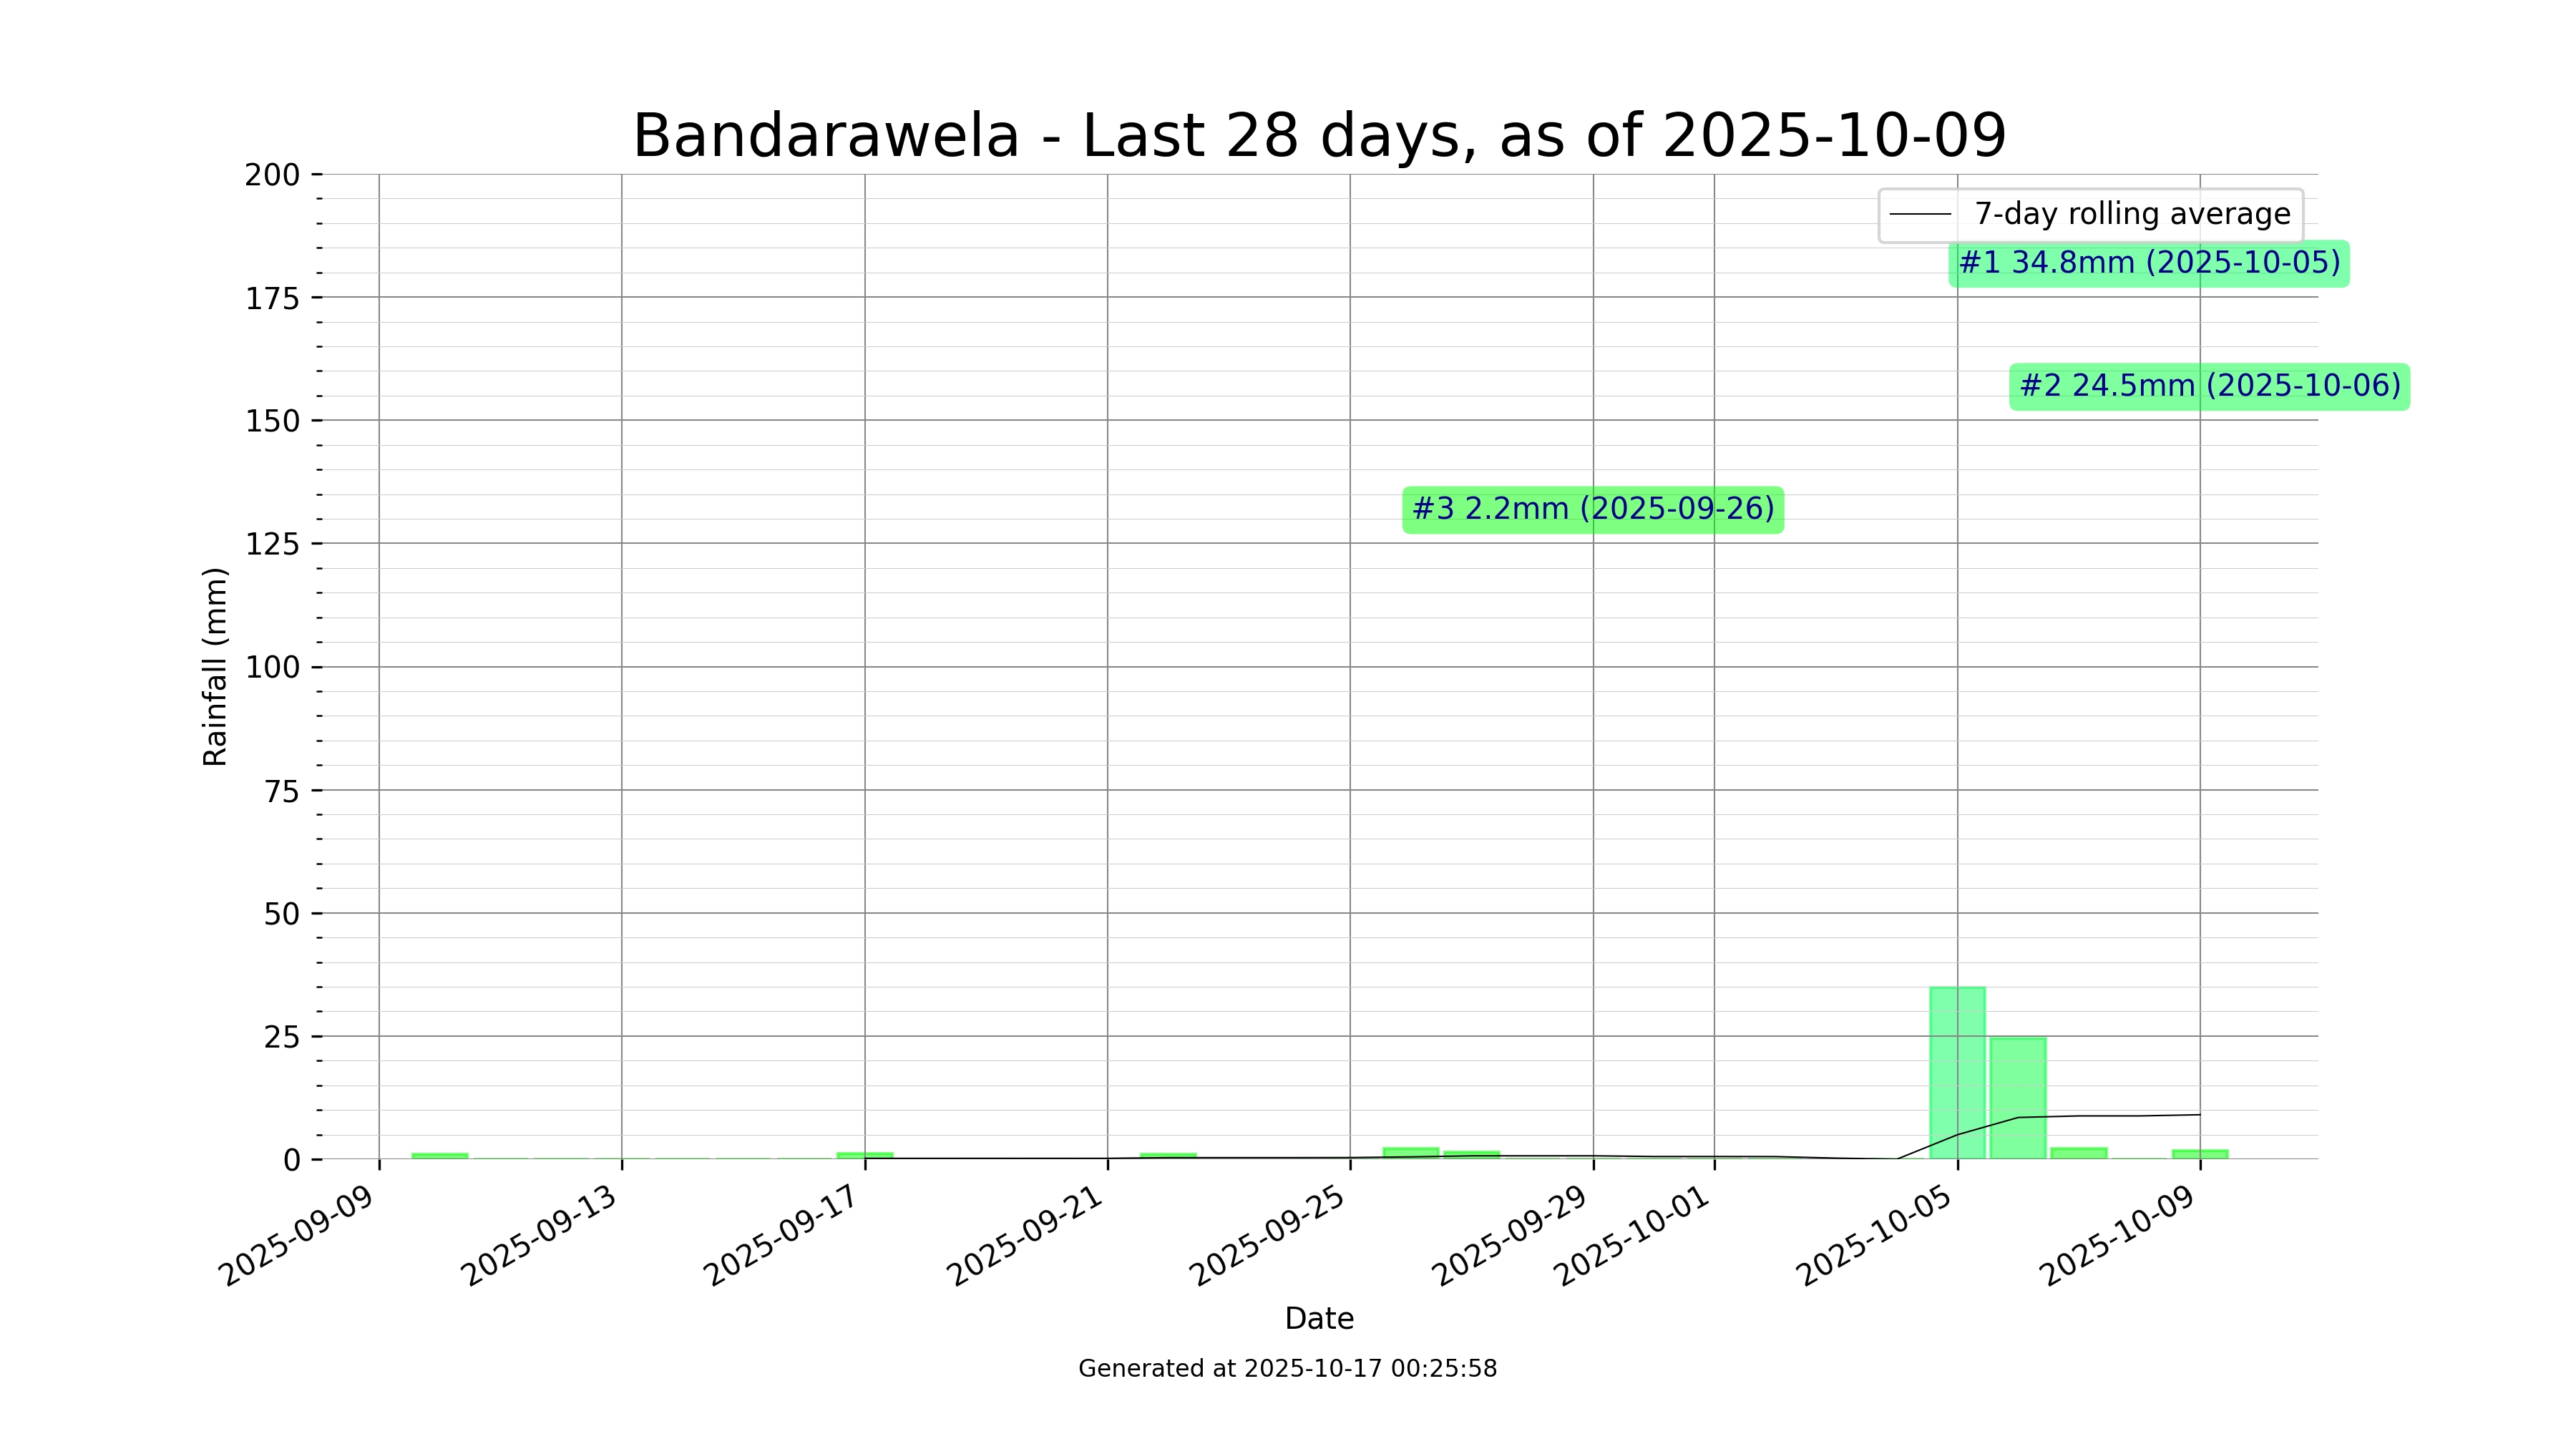 Bandarawela - Last 28 days, as of 2025-10-09
7-day rolling average
#1 34.8mm (2025-10-05)
#2 24.5mm (2025-10-06)
#3 2.2mm (2025-09-26)
Rainfall (mm)
200
175
150
125
100
75
50
25
0
2025-09-09
2025-09-13
2025-09-17
2025-09-21
2025-09-25
2025-09-29
2025-10-01
2025-10-05
2025-10-09
Date
Generated at 2025-10-17 00:25:58